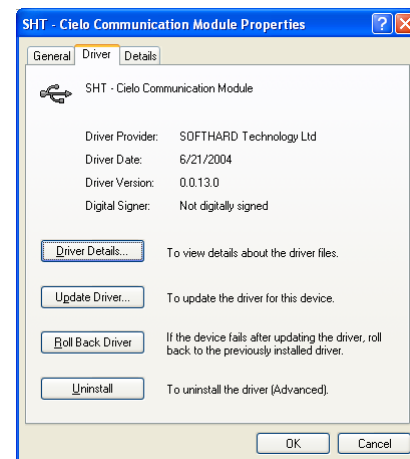 SHT - Cielo Communication Module Properties
General Driver Details
SHT - Cielo Communication Module
Driver Provider: SOFTHARD Technology Ltd
Driver Date: 6/21/2004
Driver Version: 0.0.13.0
Digital Signer: Not digitally signed
Driver Details... To view details about the driver files.
Update Driver... To update the driver for this device.
Roll Back Driver If the device fails after updating the driver, roll
back to the previously installed driver.
Uninstall To uninstall the driver (Advanced).
OK Cancel